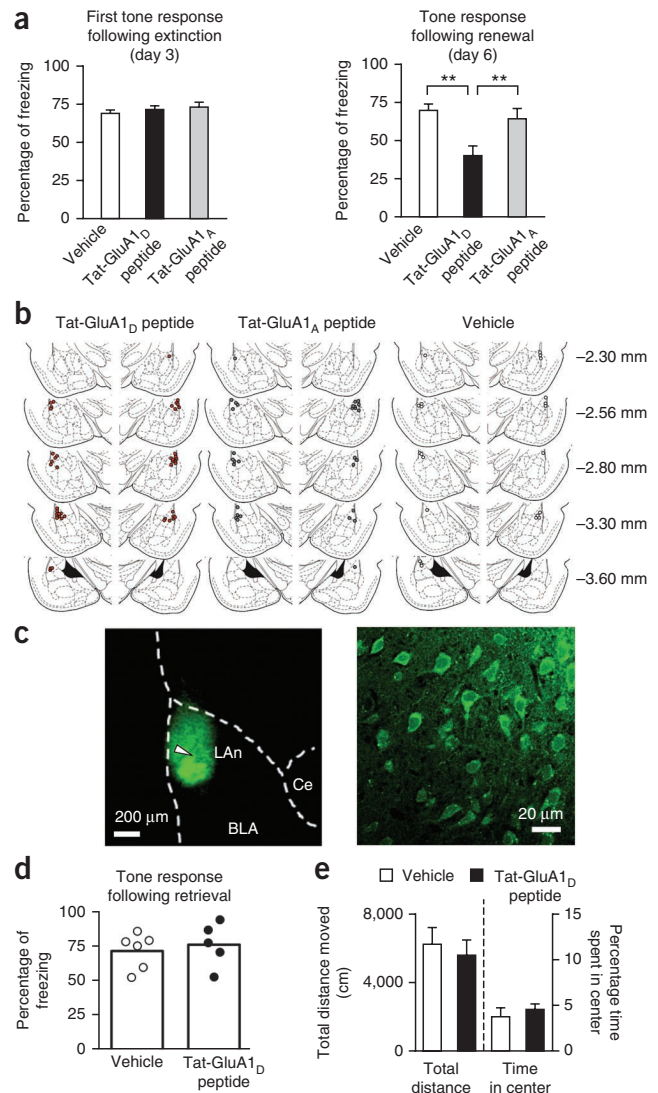 a
First tone response
following extinction
(day 3)
Percentage of freezing
100
75
50
25
0
Vehicle
Tat-GluA1D
peptide
Tat-GluA1A
peptide
Tone response
following renewal
(day 6)
Percentage of freezing
100
75
50
25
0
**
**
Vehicle
Tat-GluA1D
peptide
Tat-GluA1A
peptide
b
Tat-GluA1D peptide
Tat-GluA1A peptide
Vehicle
–2.30 mm
–2.56 mm
–2.80 mm
–3.30 mm
–3.60 mm
c
LAn
Ce
BLA
200 μm
20 μm
d
Tone response
following retrieval
Percentage of
freezing
100
75
50
25
0
Vehicle
Tat-GluA1D
peptide
e
Vehicle
Tat-GluA1D
peptide
Total distance moved
(cm)
8,000
4,000
0
15
10
5
0
Percentage time
spent in center
Total
distance
Time
in center